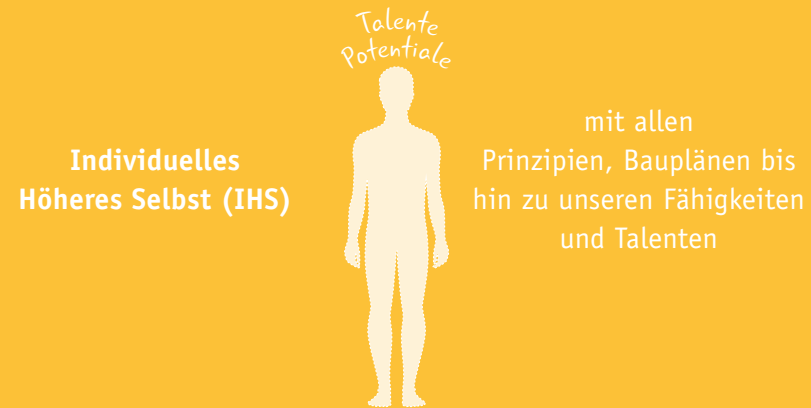 Talente
Potentiale
Individuelles
Höheres Selbst (IHS)
mit allen
Prinzipien, Bauplänen bis
hin zu unseren Fähigkeiten
und Talenten